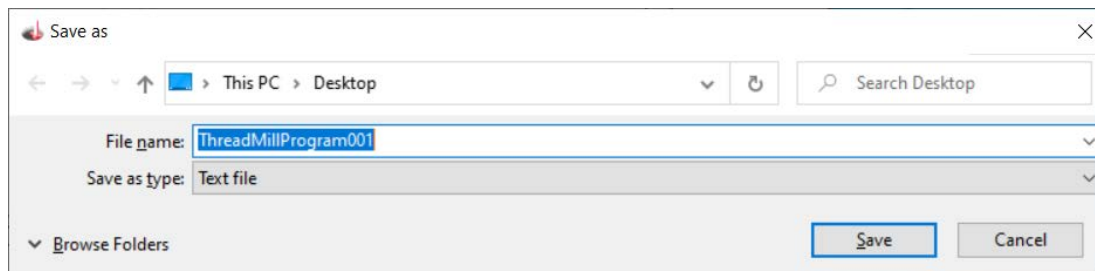 Save as
This PC > Desktop
Search Desktop
File name: ThreadMillProgram001
Save as type: Text file
Browse Folders
Save Cancel